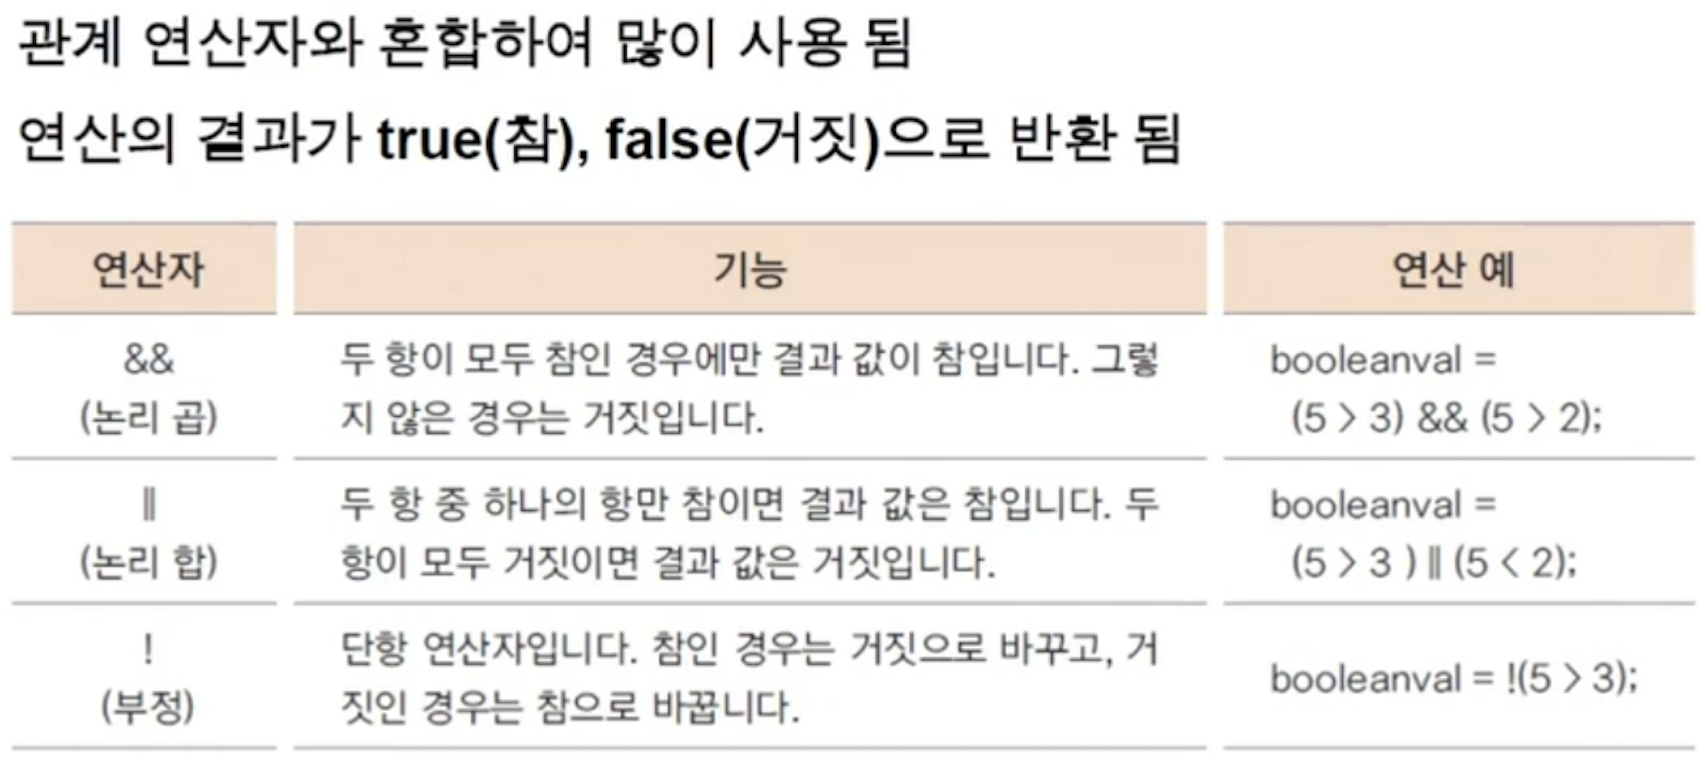 관계 연산자와 혼합하여 많이 사용 됨
연산의 결과가 true(참), false(거짓)으로 반환 됨
연산자 기능 연산 예
&&
(논리 곱)
두 항이 모두 참인 경우에만 결과 값이 참입니다. 그렇
지 않은 경우는 거짓입니다.
booleanval =
(5 > 3) && (5 > 2);
||
(논리 합)
두 항 중 하나의 항만 참이면 결과 값은 참입니다. 두
항이 모두 거짓이면 결과 값은 거짓입니다.
booleanval =
(5 > 3 ) || (5 < 2);
!
(부정)
단항 연산자입니다. 참인 경우는 거짓으로 바꾸고, 거
짓인 경우는 참으로 바꿉니다.
booleanval = !(5 > 3);